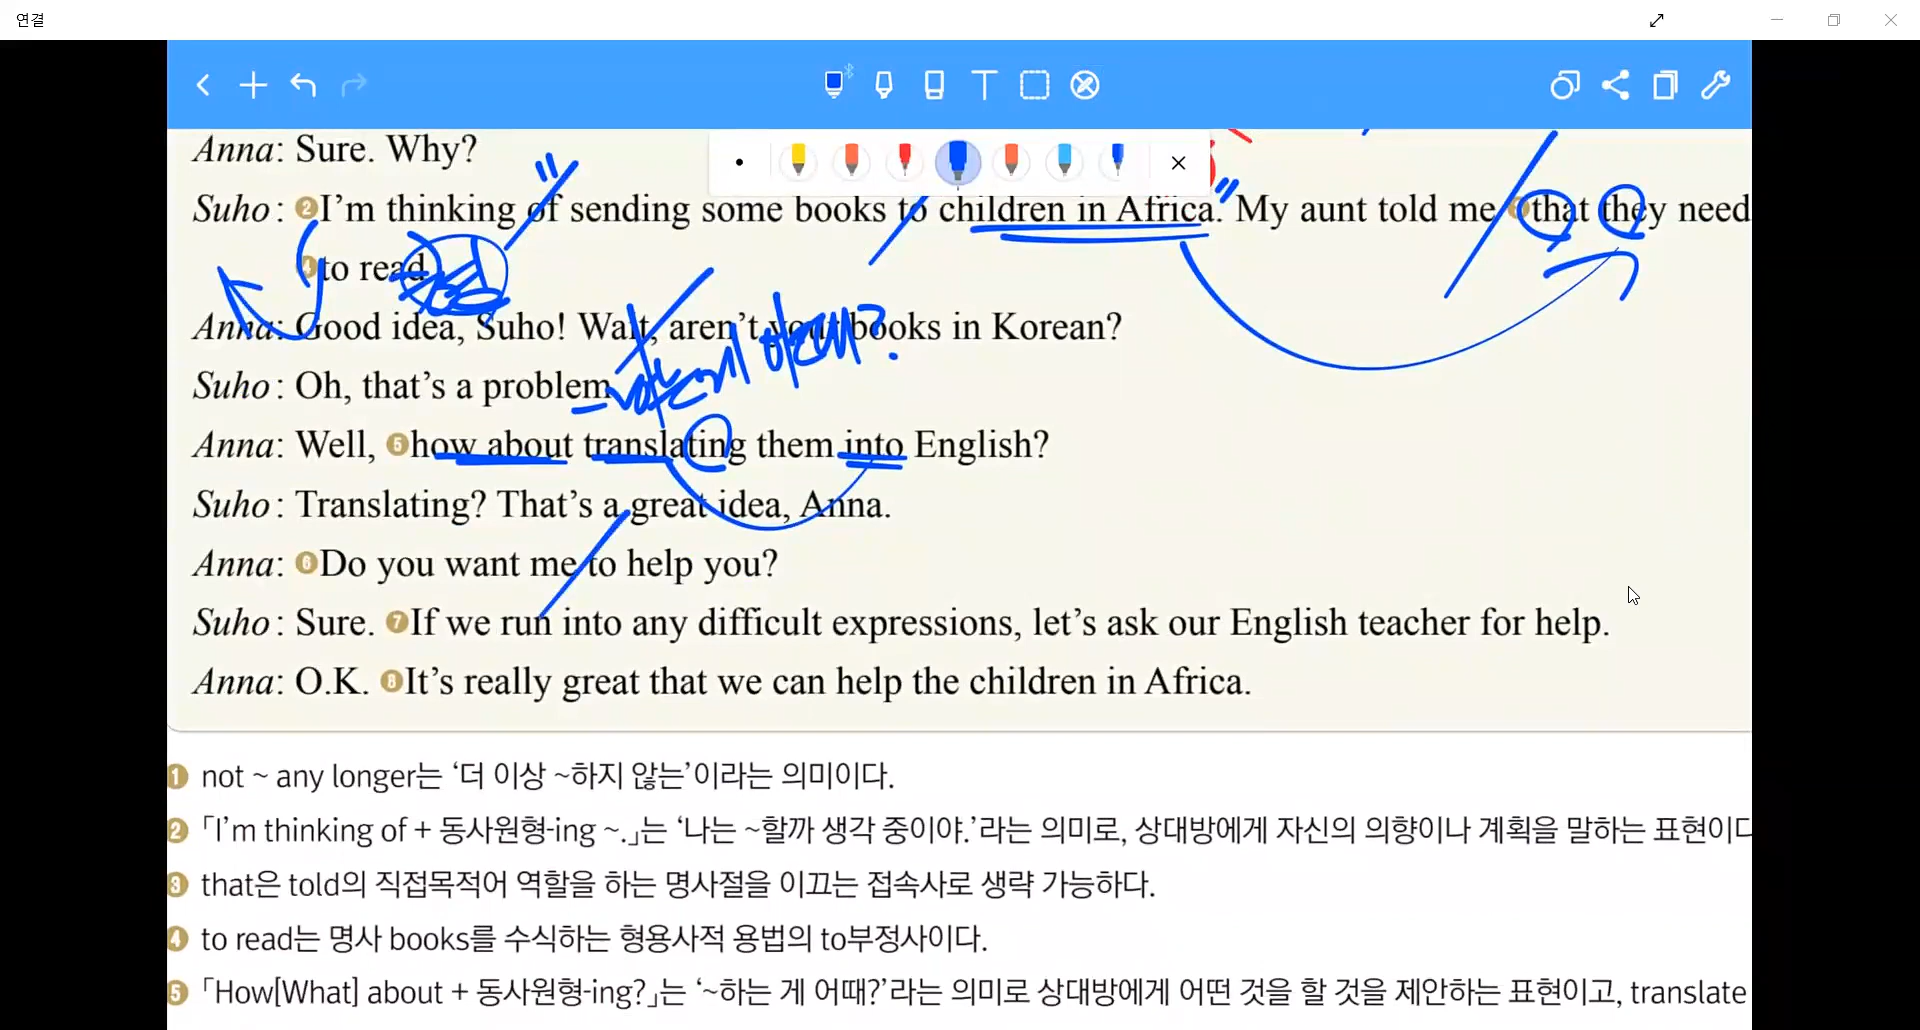 연결
Anna: Sure. Why?
Suho: ❷I'm thinking of sending some books to children in Africa. My aunt told me that they need
❹to read.
Anna: Good idea, Suho! Wait, aren't your books in Korean?
Suho: Oh, that's a problem.
Anna: Well, ❺how about translating them into English?
Suho: Translating? That's a great idea, Anna.
Anna: ❻Do you want me to help you?
Suho: Sure. ❼If we run into any difficult expressions, let's ask our English teacher for help.
Anna: O.K. ❽It's really great that we can help the children in Africa.
❶ not ~ any longer는 ‘더 이상 ~하지 않는’이라는 의미이다.
❷ 「I'm thinking of + 동사원형-ing ~.」는 ‘나는 ~할까 생각 중이야.’라는 의미로, 상대방에게 자신의 의향이나 계획을 말하는 표현이다
❸ that은 told의 직접목적어 역할을 하는 명사절을 이끄는 접속사로 생략 가능하다.
❹ to read는 명사 books를 수식하는 형용사적 용법의 to부정사이다.
❺ 「How[What] about + 동사원형-ing?」는 ‘~하는 게 어때?’라는 의미로 상대방에게 어떤 것을 할 것을 제안하는 표현이고, translate